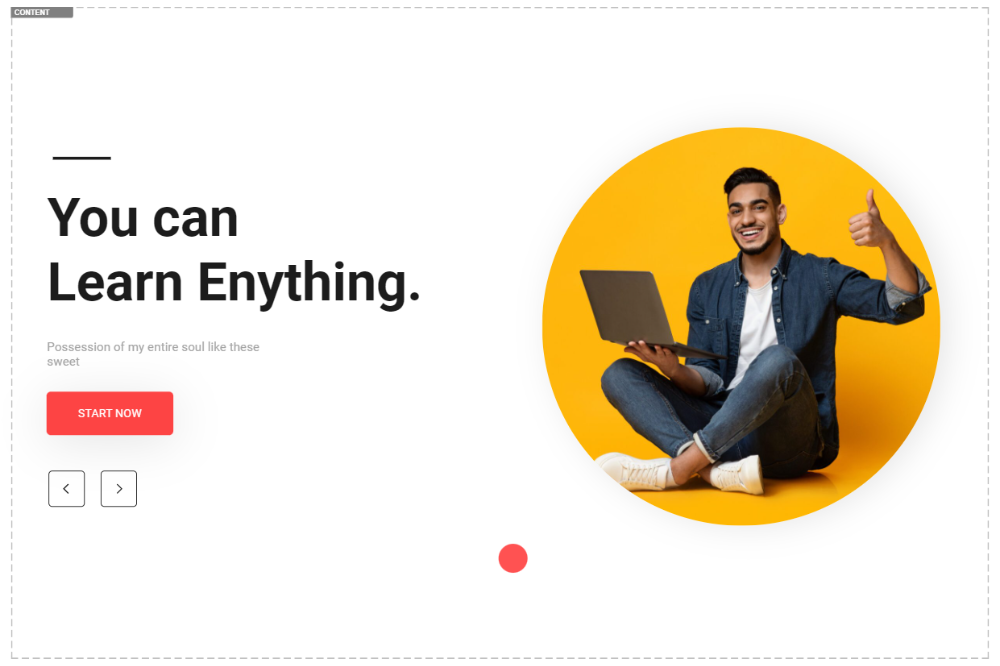 CONTENT
You can
Learn Enything.
Possession of my entire soul like these
sweet
START NOW